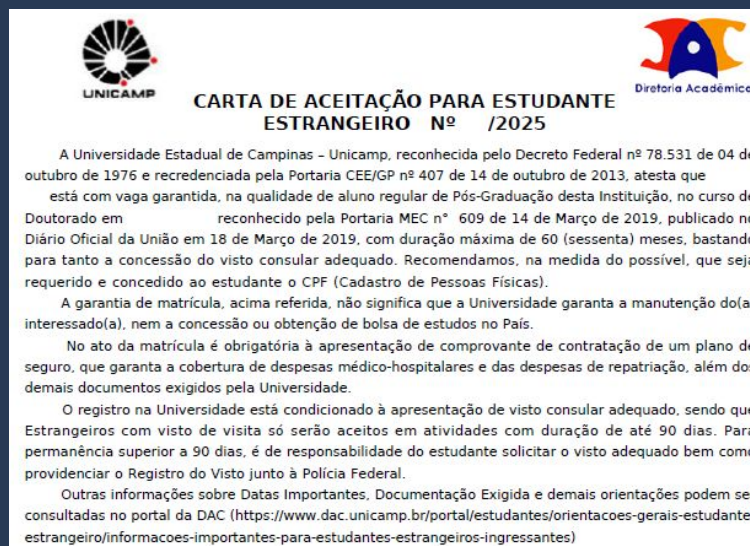 UNICAMP
Diretoria Acadêmica
CARTA DE ACEITAÇÃO PARA ESTUDANTE
ESTRANGEIRO Nº /2025
A Universidade Estadual de Campinas – Unicamp, reconhecida pelo Decreto Federal nº 78.531 de 04 de
outubro de 1976 e recredenciada pela Portaria CEE/GP nº 407 de 14 de outubro de 2013, atesta que
está com vaga garantida, na qualidade de aluno regular de Pós-Graduação desta Instituição, no curso de
Doutorado em reconhecido pela Portaria MEC n° 609 de 14 de Março de 2019, publicado no
Diário Oficial da União em 18 de Março de 2019, com duração máxima de 60 (sessenta) meses, bastando
para tanto a concessão do visto consular adequado. Recomendamos, na medida do possível, que seja
requerido e concedido ao estudante o CPF (Cadastro de Pessoas Físicas).
A garantia de matrícula, acima referida, não significa que a Universidade garanta a manutenção do(a)
interessado(a), nem a concessão ou obtenção de bolsa de estudos no País.
No ato da matrícula é obrigatória à apresentação de comprovante de contratação de um plano de
seguro, que garanta a cobertura de despesas médico-hospitalares e das despesas de repatriação, além dos
demais documentos exigidos pela Universidade.
O registro na Universidade está condicionado à apresentação de visto consular adequado, sendo que
Estrangeiros com visto de visita só serão aceitos em atividades com duração de até 90 dias. Para
permanência superior a 90 dias, é de responsabilidade do estudante solicitar o visto adequado bem como
providenciar o Registro do Visto junto à Polícia Federal.
Outras informações sobre Datas Importantes, Documentação Exigida e demais orientações podem ser
consultadas no portal da DAC (https://www.dac.unicamp.br/portal/estudantes/orientacoes-gerais-estudante-
estrangeiro/informacoes-importantes-para-estudantes-estrangeiros-ingressantes)